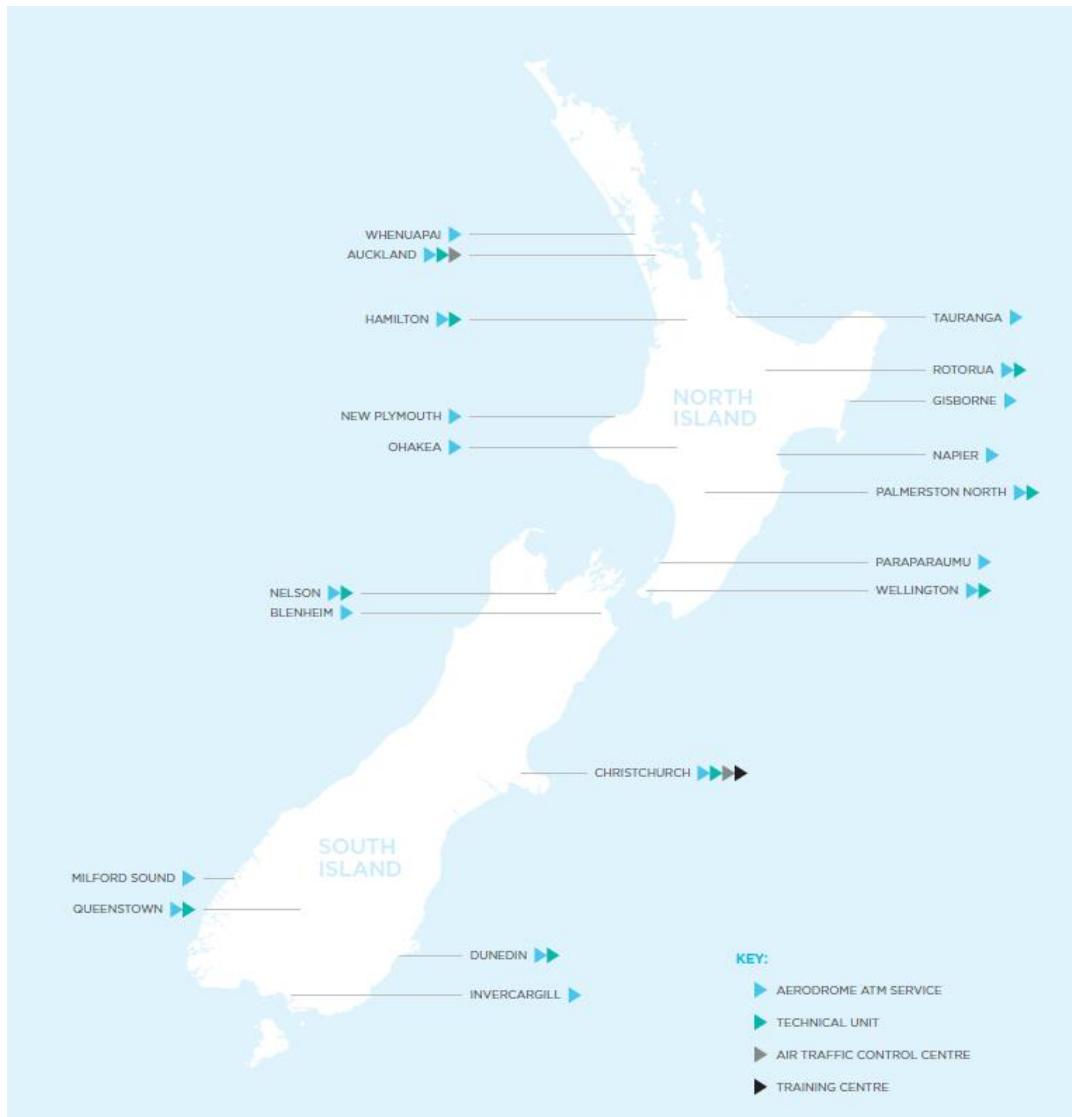 WHENUAPAI
AUCKLAND
HAMILTON
TAURANGA
ROTORUA
NORTH
ISLAND
GISBORNE
NEW PLYMOUTH
OHAKEA
NAPIER
PALMERSTON NORTH
PARAPARAUMU
NELSON
WELLINGTON
BLENHEIM
CHRISTCHURCH
SOUTH
ISLAND
MILFORD SOUND
QUEENSTOWN
DUNEDIN
INVERCARGILL
KEY:
AERODROME ATM SERVICE
TECHNICAL UNIT
AIR TRAFFIC CONTROL CENTRE
TRAINING CENTRE